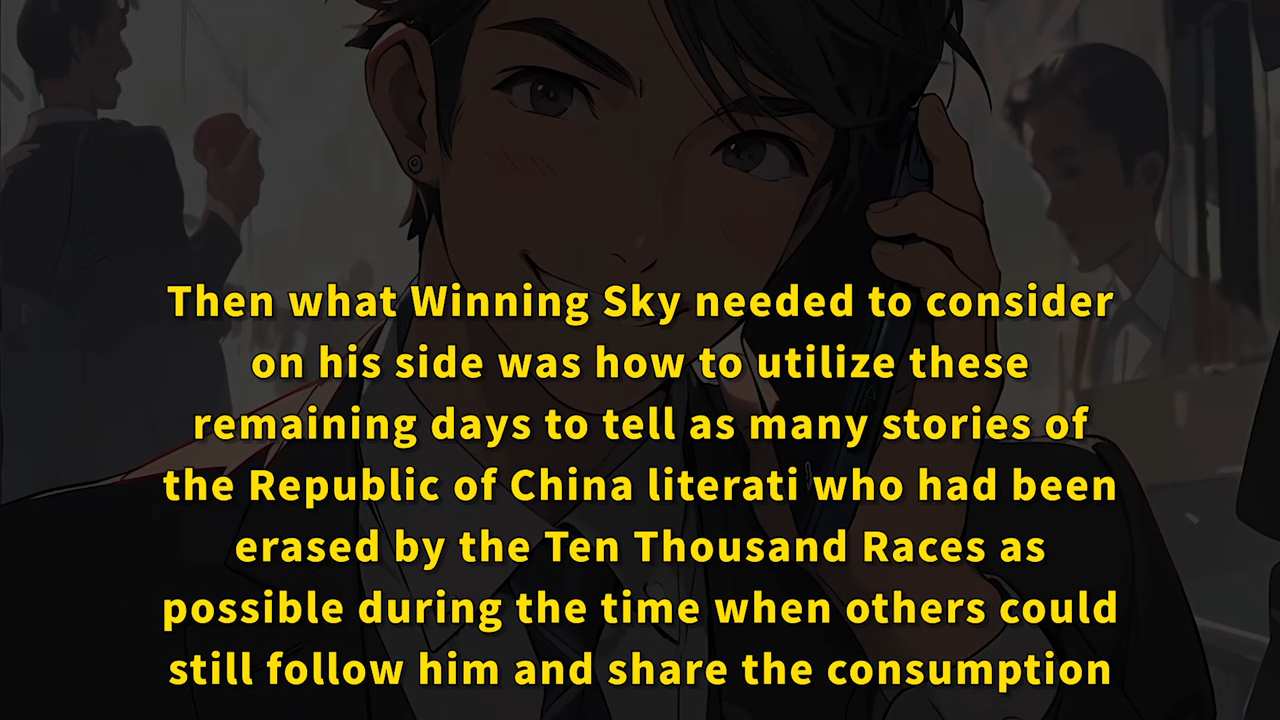 Then what Winning Sky needed to consider
on his side was how to utilize these
remaining days to tell as many stories of
the Republic of China literati who had been
erased by the Ten Thousand Races as
possible during the time when others could
still follow him and share the consumption